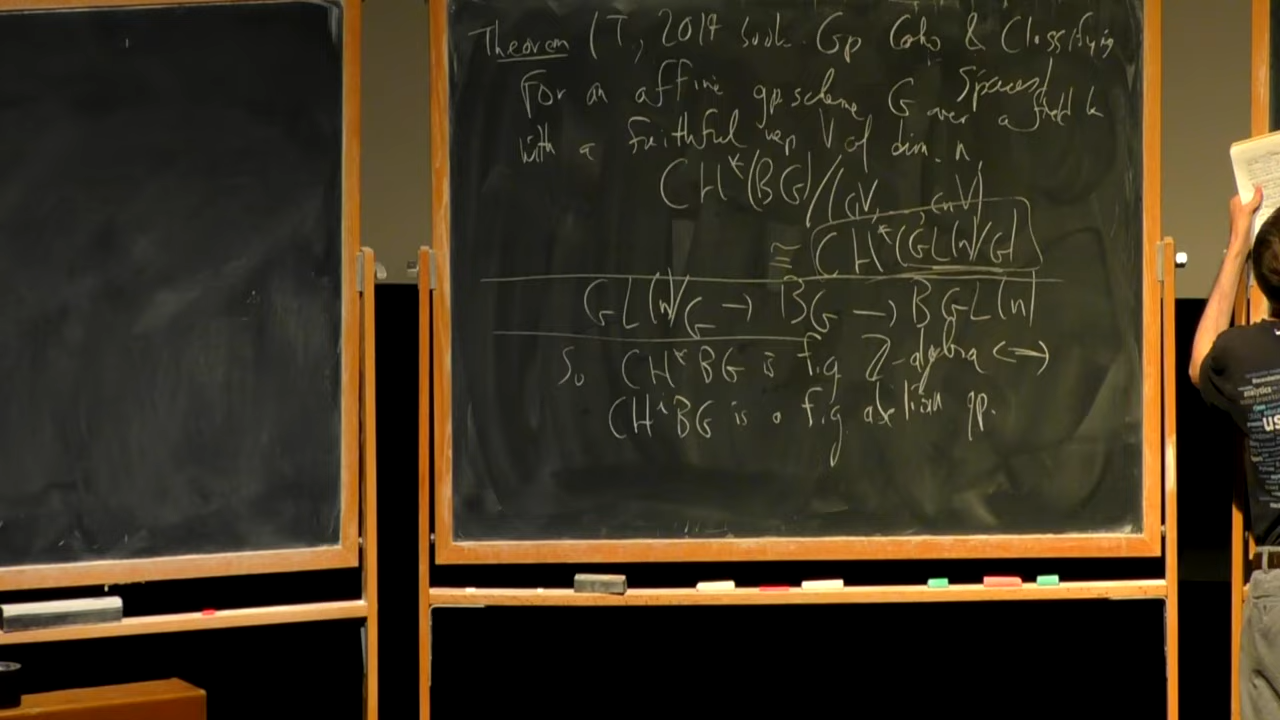 Theorem (T, 2014 book Gp Coho & Classifying Spaces)
For an affine gp scheme G over a field k
with a faithful rep V of dim. n,
CH*(BG)/(c₁V, ..., cₙV)
≅ CH*(GL(n)/G)
GL(n)/G → BG → BGL(n)
So CH*BG is f.g. ℤ-algebra ⟷
CH*BG is a f.g. abelian gp.
analytics